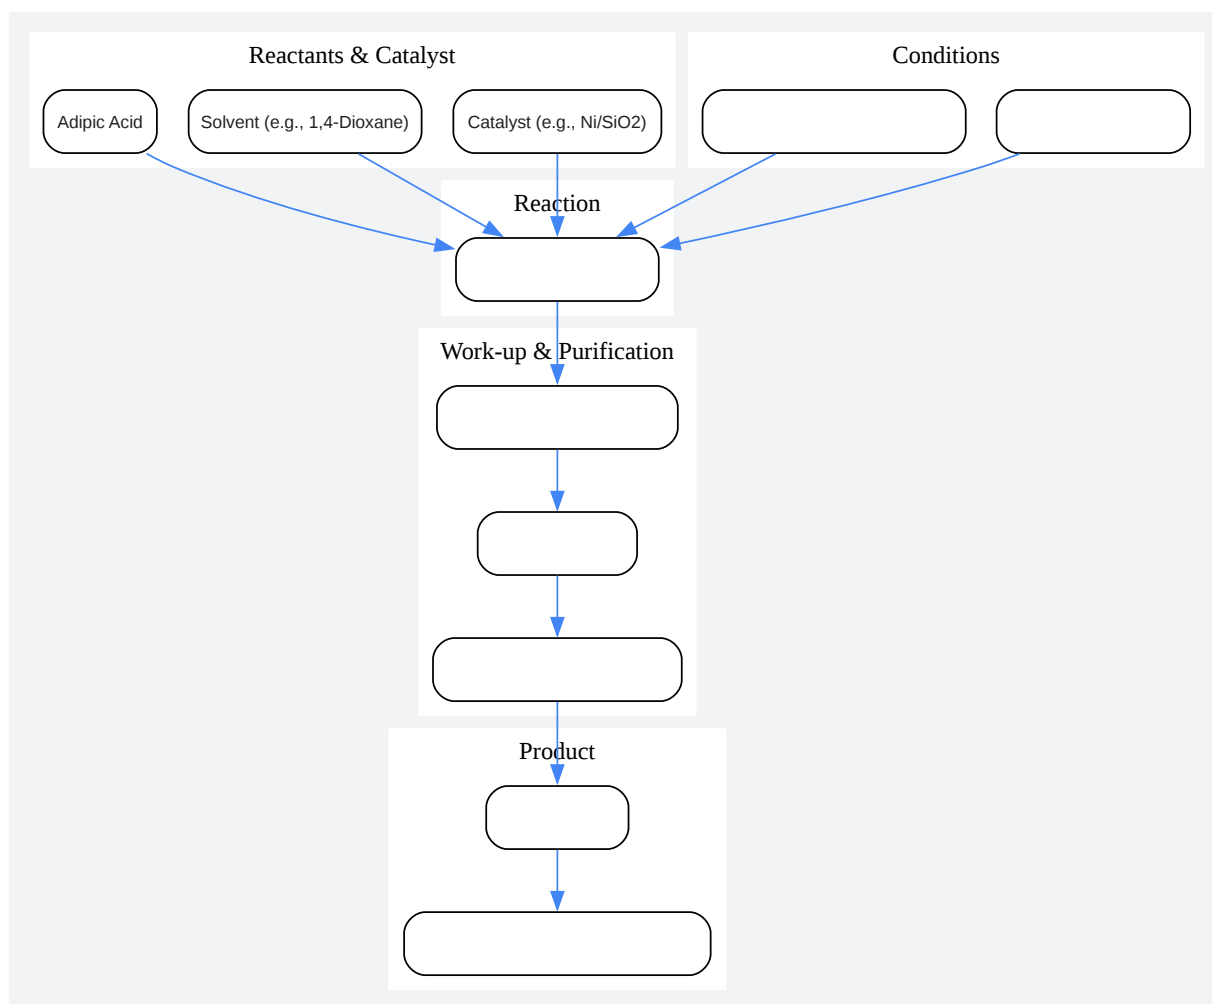 Reactants & Catalyst
Conditions
Adipic Acid
Solvent (e.g., 1,4-Dioxane)
Catalyst (e.g., Ni/SiO2)
Reaction
Work-up & Purification
Product